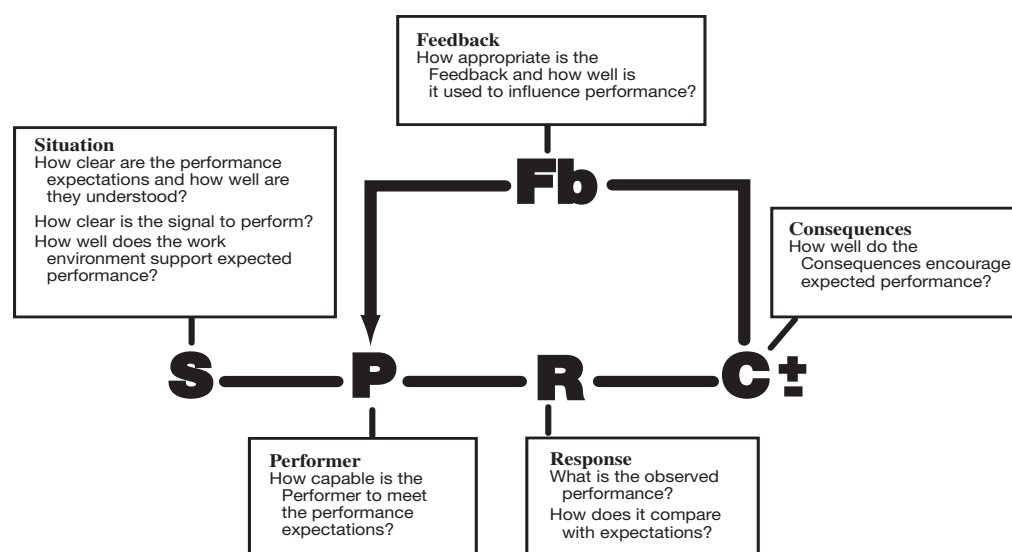 Feedback
How appropriate is the
Feedback and how well is
it used to influence performance?
Situation
How clear are the performance
expectations and how well are
they understood?
How clear is the signal to perform?
How well does the work
environment support expected
performance?
Fb
Consequences
How well do the
Consequences encourage
expected performance?
S P R C ±
Performer
How capable is the
Performer to meet
the performance
expectations?
Response
What is the observed
performance?
How does it compare
with expectations?